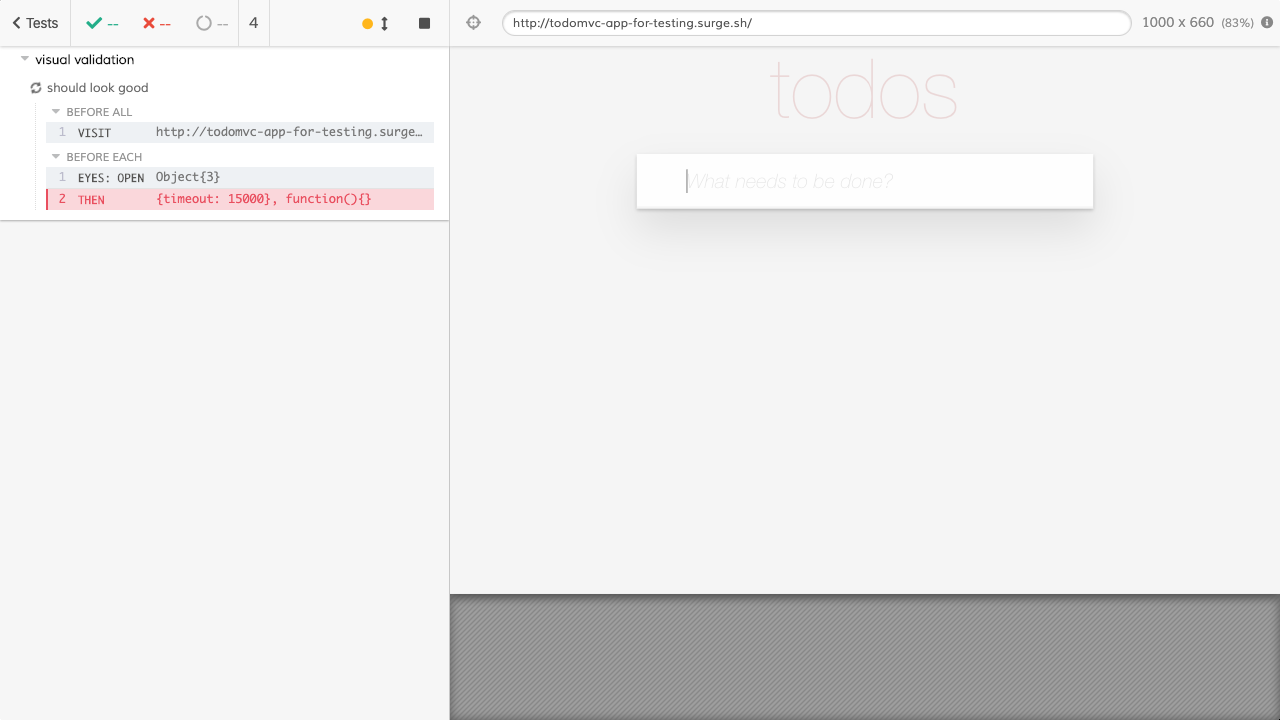 Tests -- -- -- 4
http://todomvc-app-for-testing.surge.sh/ 1000 x 660 (83%)
visual validation
should look good
BEFORE ALL
1 VISIT http://todomvc-app-for-testing.surge…
BEFORE EACH
1 EYES: OPEN Object{3}
2 THEN {timeout: 15000}, function(){}
todos
What needs to be done?